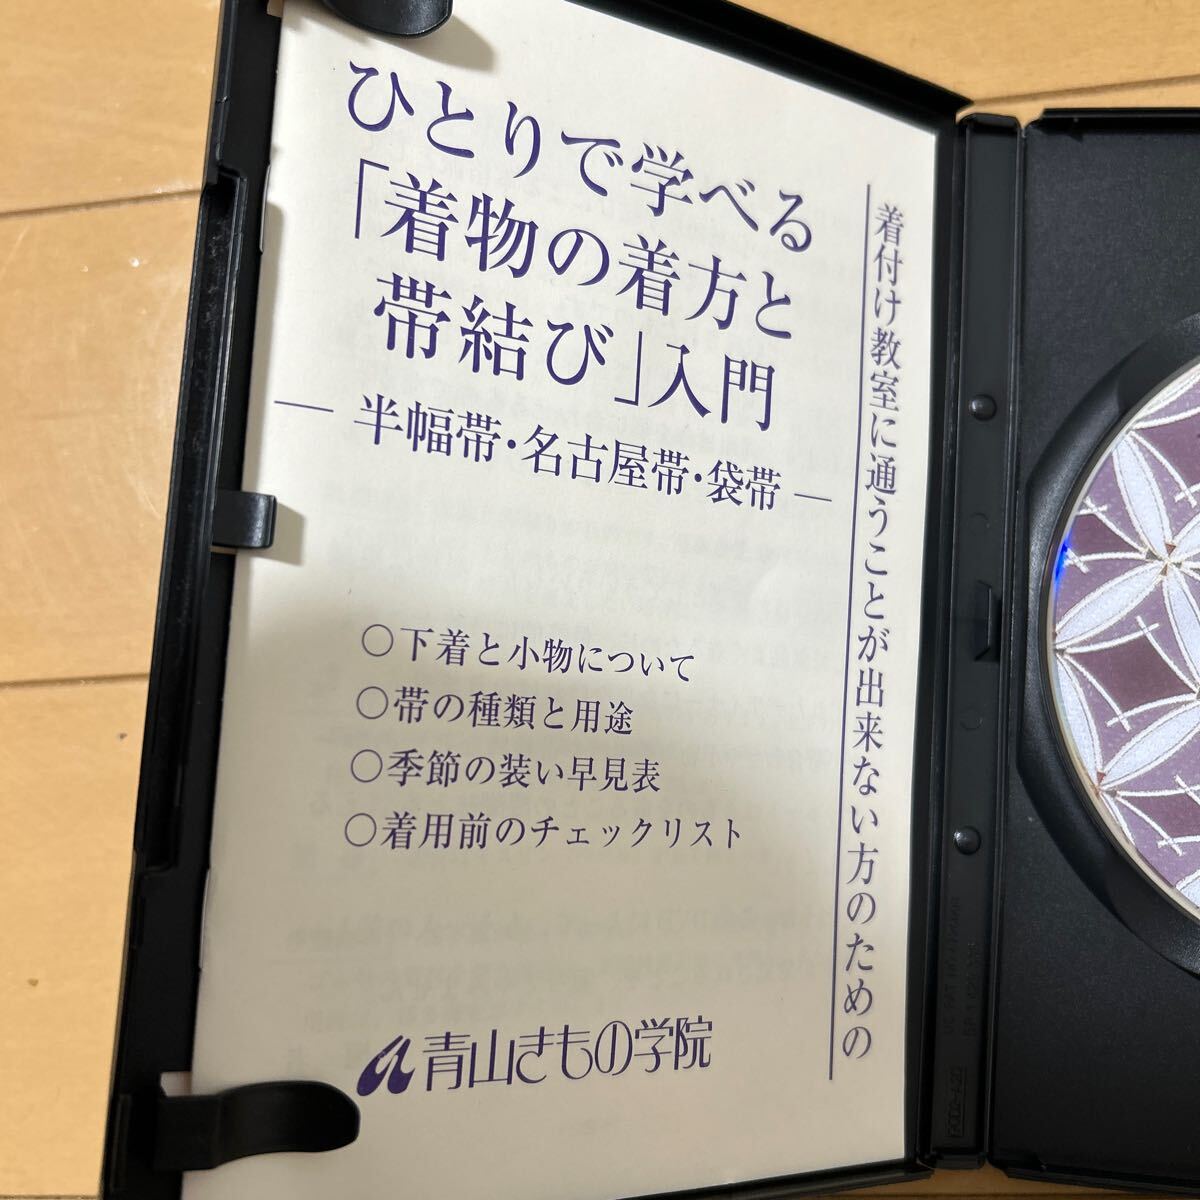 着付け教室に通うことが出来ない方のための
ひとりで学べる
「着物の着方と
帯結び」入門
― 半幅帯・名古屋帯・袋帯 ―
○下着と小物について
○帯の種類と用途
○季節の装い早見表
○着用前のチェックリスト
青山きもの学院